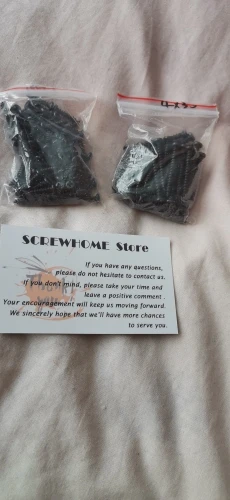 SCREWHOME Store
If you have any questions,
please do not hesitate to contact us.
If you don't mind, please take your time and
leave a positive comment.
Your encouragement will keep us moving forward.
We sincerely hope that we'll have more chances
to serve you.